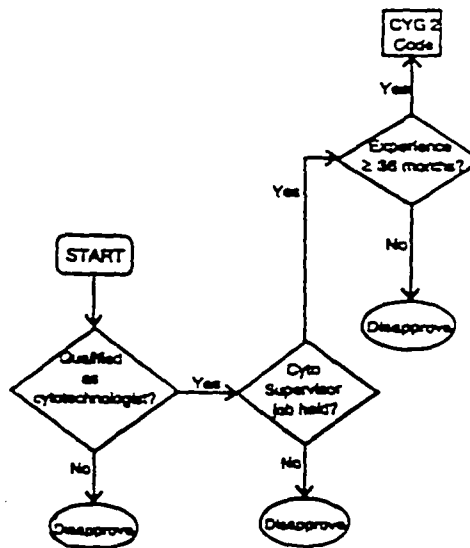 CYG 2
Code
Yes
Experience
≥ 36 months?
Yes
No
START
Disapprove
Qualified
as
cytotechnologist?
Yes
Cyto
Supervisor
job held?
No
No
Disapprove
Disapprove